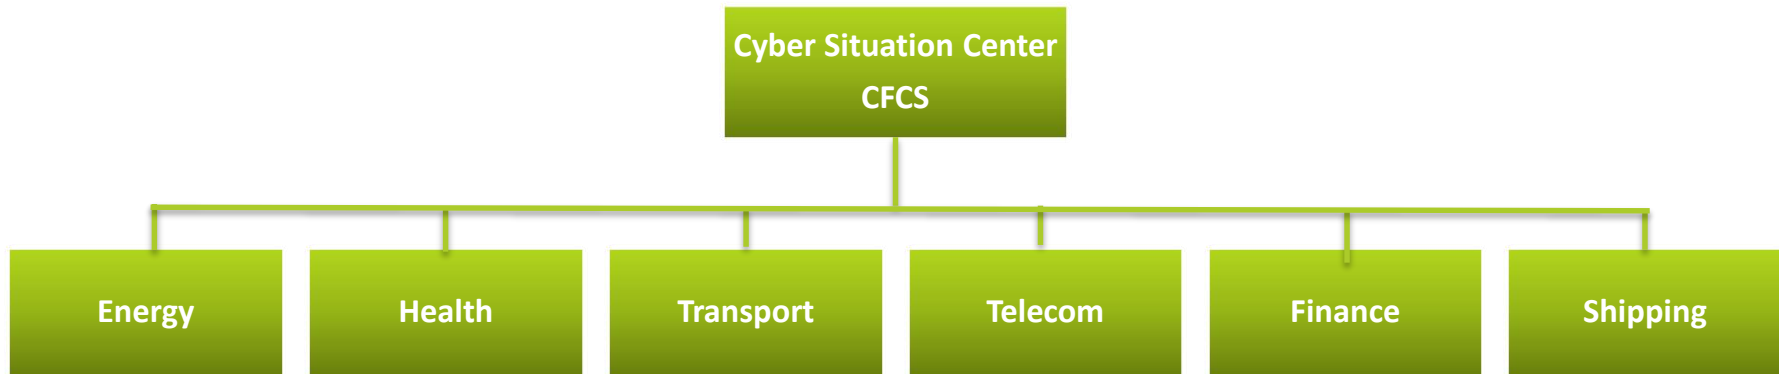 Cyber Situation Center
CFCS
Energy
Health
Transport
Telecom
Finance
Shipping